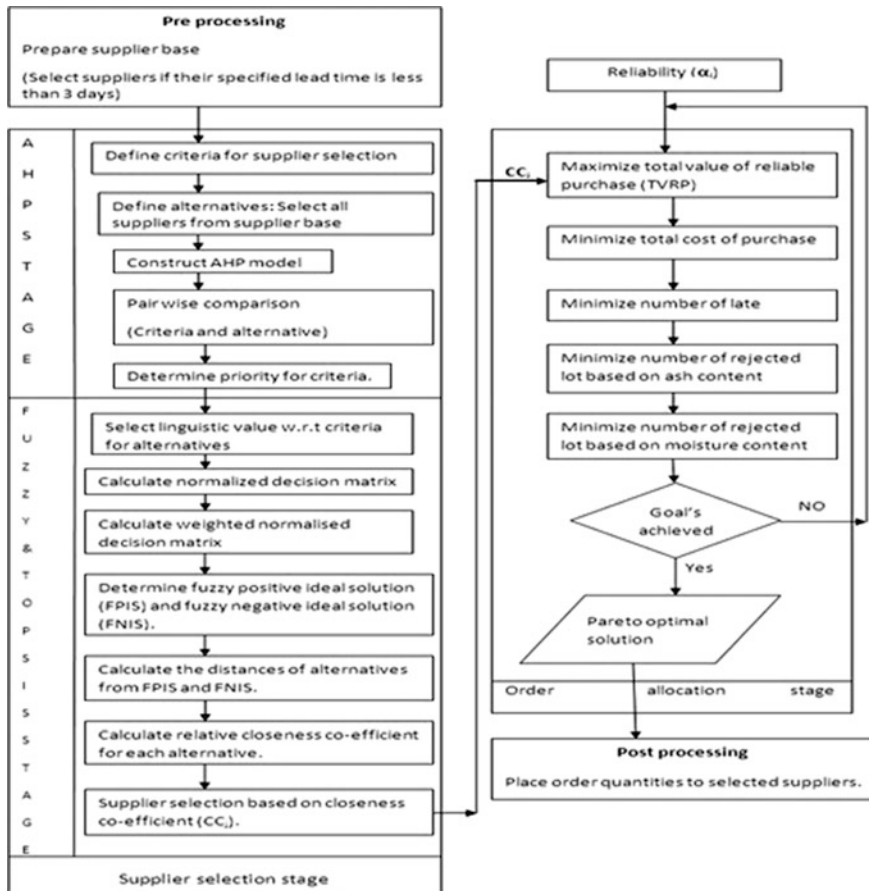 Pre processing
Prepare supplier base
(Select suppliers if their specified lead time is less
than 3 days)
A
H
P
S
T
A
G
E
Define criteria for supplier selection
Define alternatives: Select all
suppliers from supplier base
Construct AHP model
Pair wise comparison
(Criteria and alternative)
Determine priority for criteria.
F
U
Z
Z
Y
&
T
O
P
S
I
S
S
T
A
G
E
Select linguistic value w.r.t criteria
for alternatives
Calculate normalized decision matrix
Calculate weighted normalised
decision matrix
Determine fuzzy positive ideal solution
(FPIS) and fuzzy negative ideal solution
(FNIS).
Calculate the distances of alternatives
from FPIS and FNIS.
Calculate relative closeness co-efficient
for each alternative.
Supplier selection based on closeness
co-efficient (CCᵢ).
Supplier selection stage
Reliability (αᵢ)
CCᵢ
Maximize total value of reliable
purchase (TVRP)
Minimize total cost of purchase
Minimize number of late
Minimize number of rejected
lot based on ash content
Minimize number of rejected
lot based on moisture content
Goal's
achieved
NO
Yes
Pareto optimal
solution
Order allocation stage
Post processing
Place order quantities to selected suppliers.